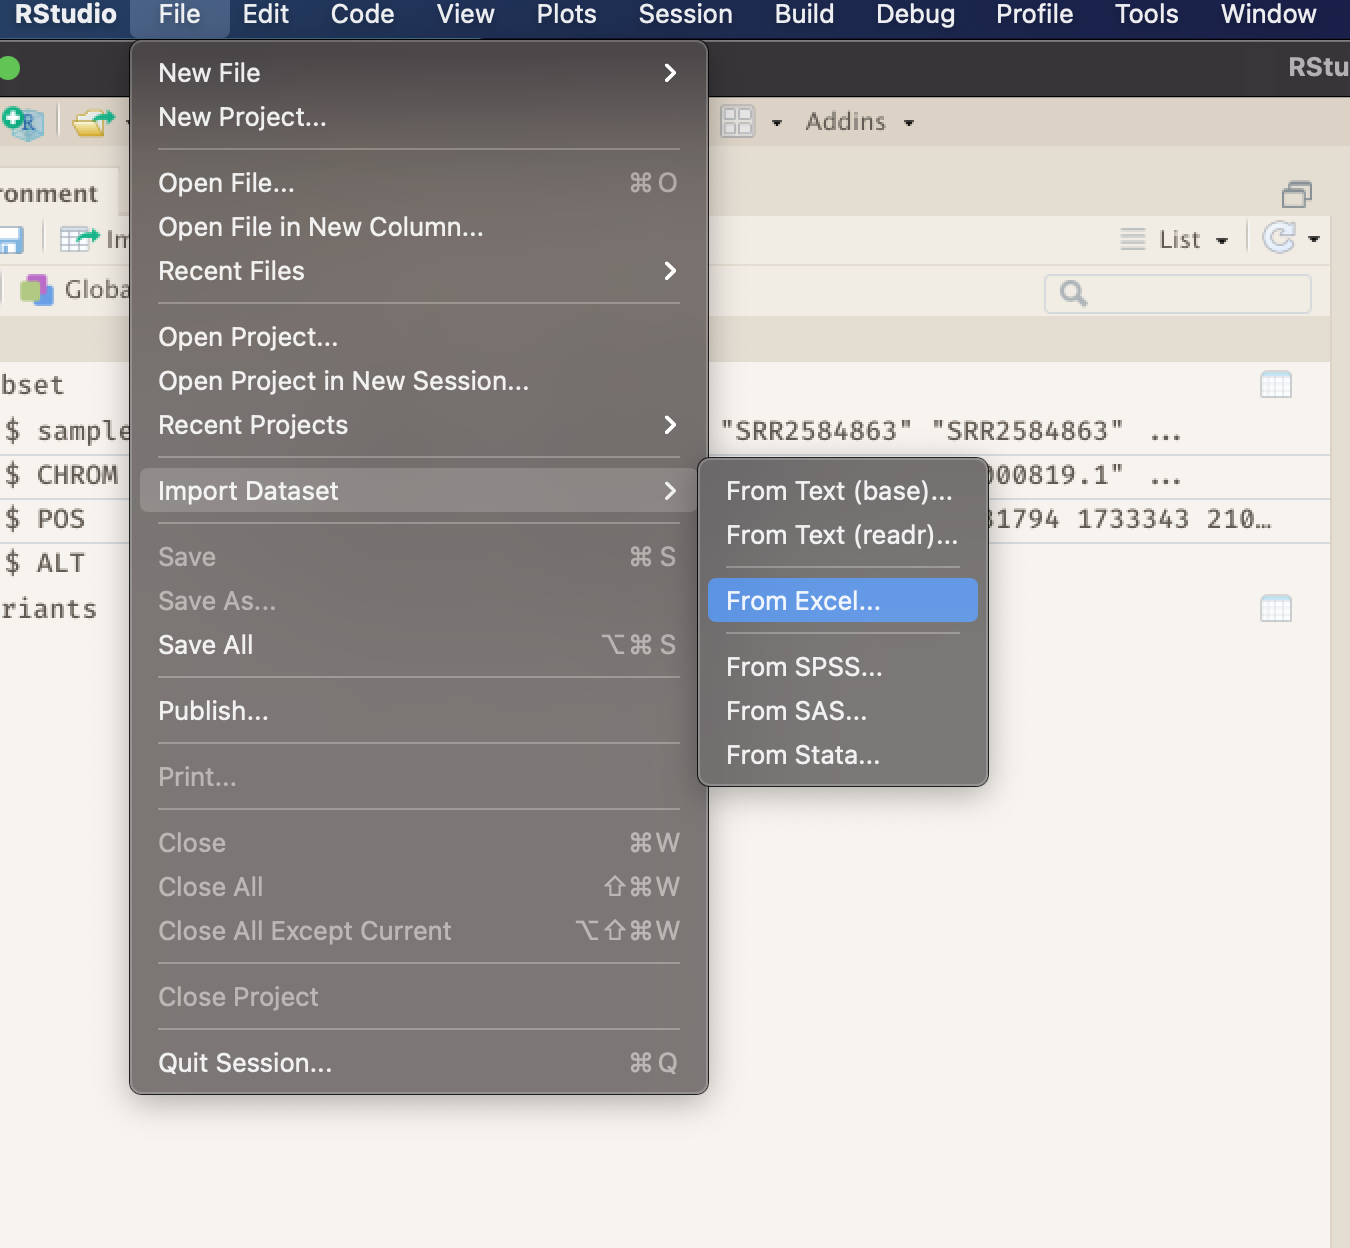 RStudio File Edit Code View Plots Session Build Debug Profile Tools Window
RStu
New File
New Project...
Addins
Open File... ⌘ O
ronment
Open File in New Column...
Im
List
Recent Files
Globa
Open Project...
Open Project in New Session...
bset
Recent Projects
$ sample "SRR2584863" "SRR2584863" ...
$ CHROM 000819.1" ...
Import Dataset
From Text (base)...
$ POS 31794 1733343 210…
From Text (readr)...
Save ⌘ S
$ ALT
Save As...
From Excel...
riants
Save All ⌥⌘ S
From SPSS...
Publish...
From SAS...
From Stata...
Print...
Close ⌘W
Close All ⇧⌘W
Close All Except Current ⌥⇧⌘W
Close Project
Quit Session... ⌘ Q